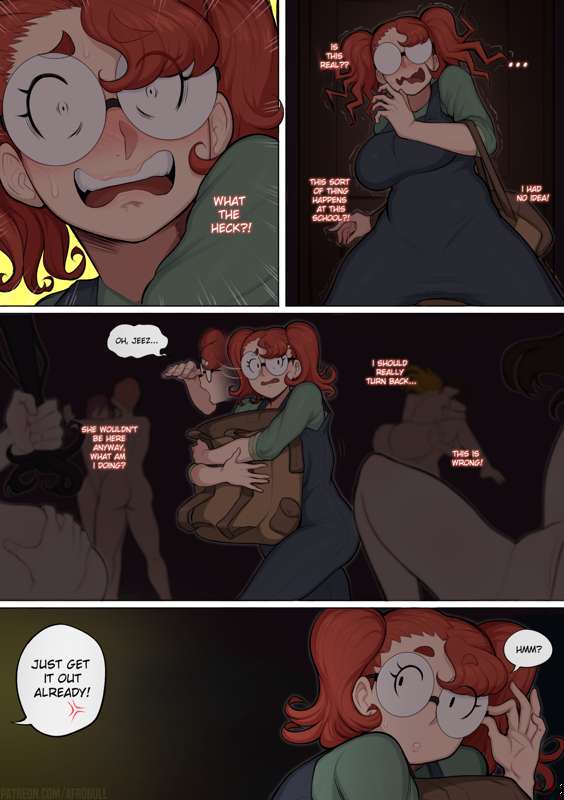 WHAT
THE
HECK?!
IS
THIS
REAL??
...
THIS SORT
OF THING
HAPPENS
AT THIS
SCHOOL?!
I HAD
NO IDEA!
OH, JEEZ...
SHE WOULDN'T
BE HERE
ANYWAY,
WHAT AM
I DOING?
I SHOULD
REALLY
TURN BACK...
THIS IS
WRONG!
JUST GET
IT OUT
ALREADY!
HMM?
PATREON.COM/AFROBULL